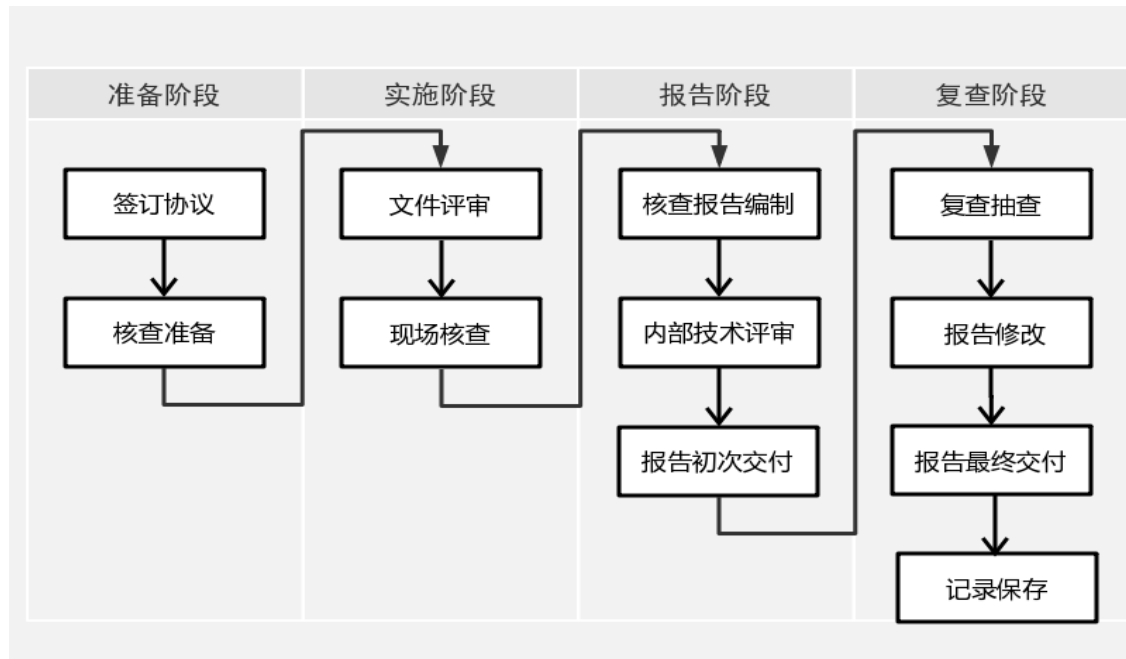 准备阶段
实施阶段
报告阶段
复查阶段
签订协议
核查准备
文件评审
现场核查
核查报告编制
内部技术评审
报告初次交付
复查抽查
报告修改
报告最终交付
记录保存